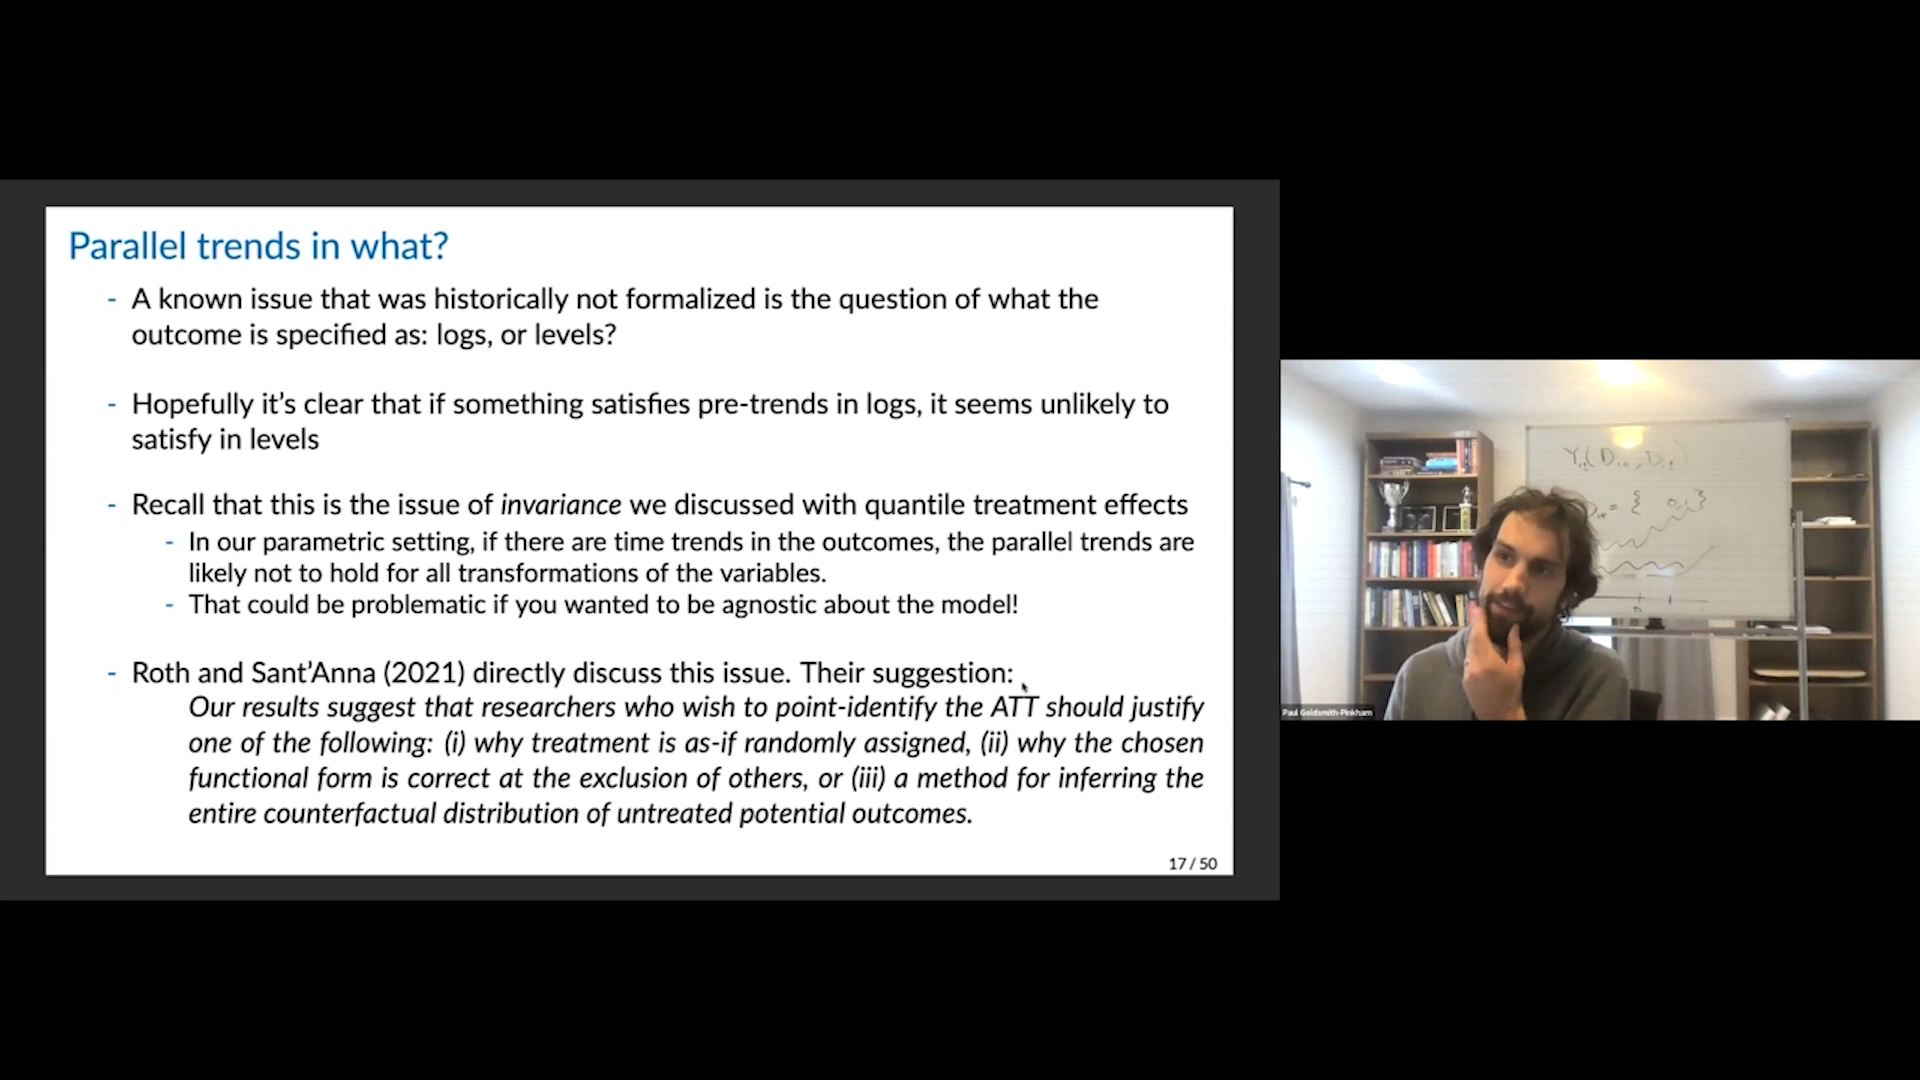 Parallel trends in what?
- A known issue that was historically not formalized is the question of what the
outcome is specified as: logs, or levels?
- Hopefully it's clear that if something satisfies pre-trends in logs, it seems unlikely to
satisfy in levels
- Recall that this is the issue of invariance we discussed with quantile treatment effects
- In our parametric setting, if there are time trends in the outcomes, the parallel trends are
likely not to hold for all transformations of the variables.
- That could be problematic if you wanted to be agnostic about the model!
- Roth and Sant'Anna (2021) directly discuss this issue. Their suggestion:
Our results suggest that researchers who wish to point-identify the ATT should justify
one of the following: (i) why treatment is as-if randomly assigned, (ii) why the chosen
functional form is correct at the exclusion of others, or (iii) a method for inferring the
entire counterfactual distribution of untreated potential outcomes.
17 / 50
Paul Goldsmith-Pinkham